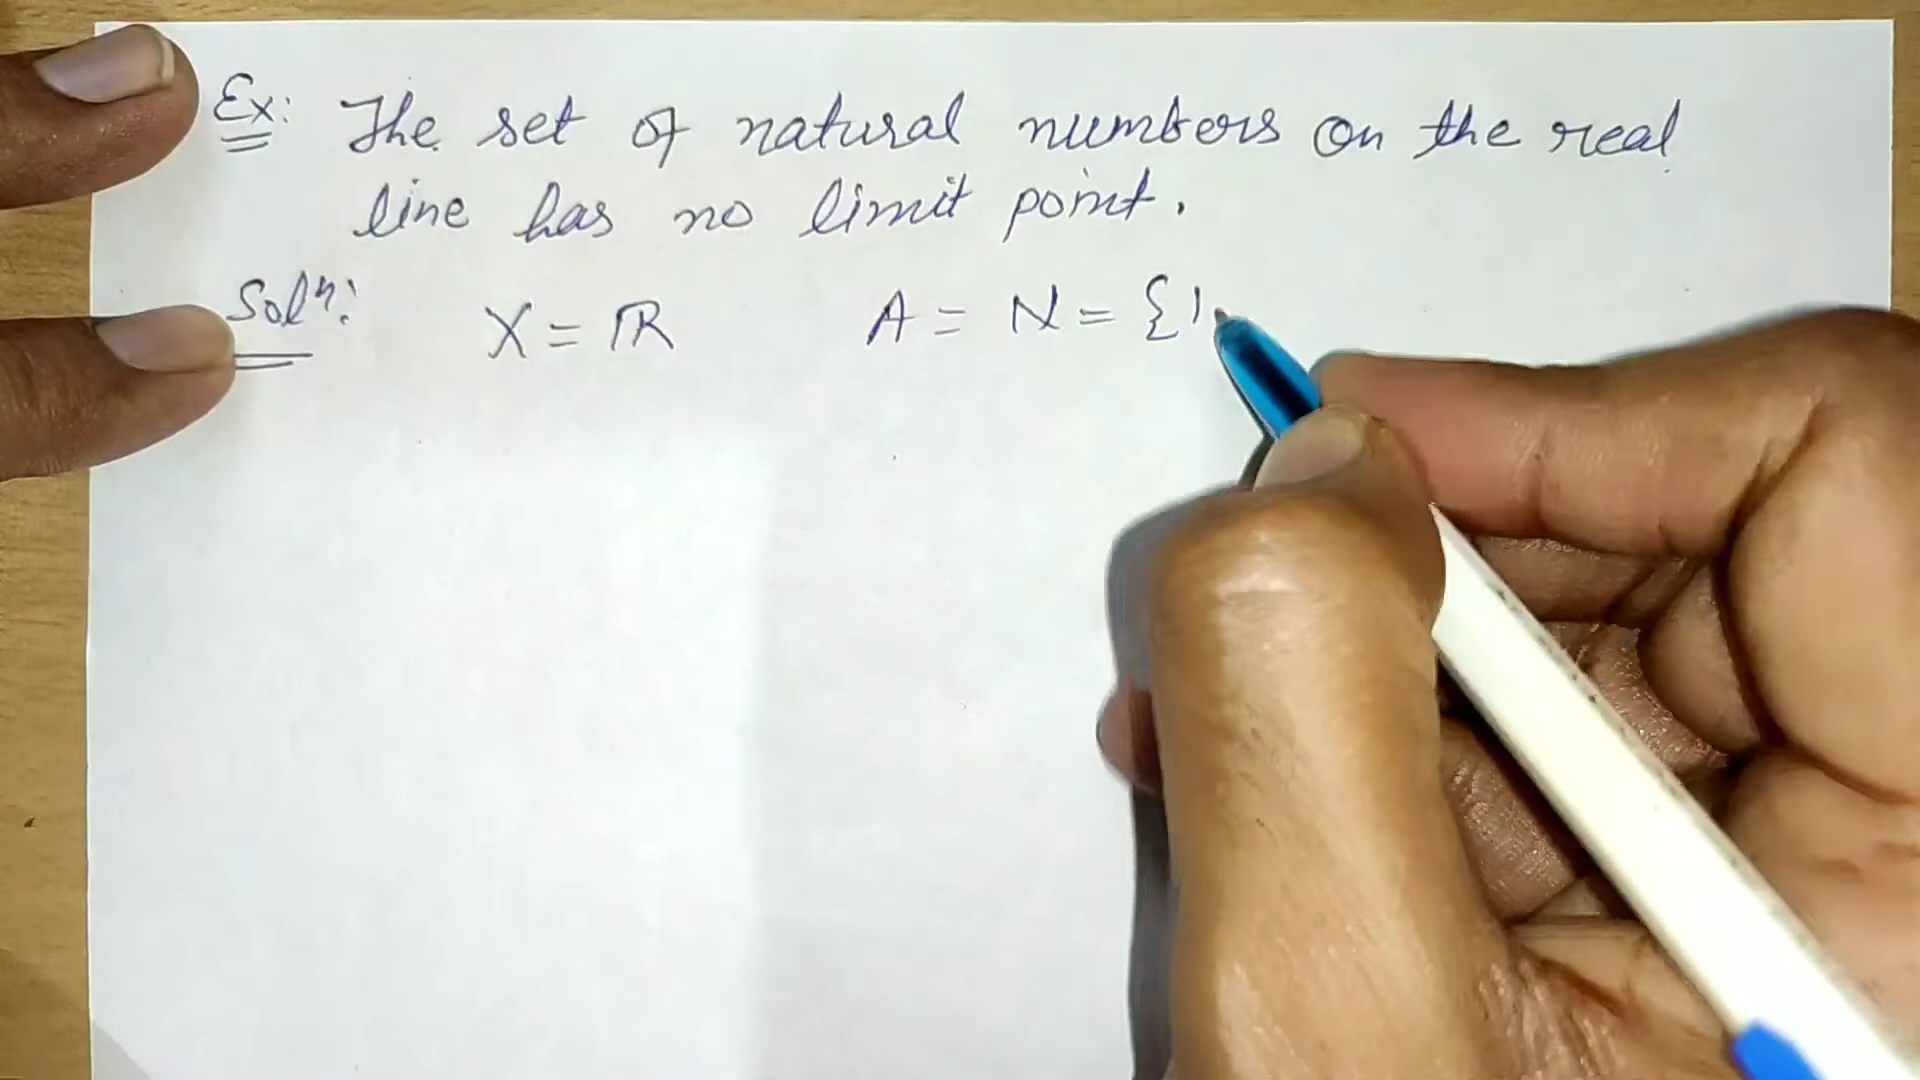 Ex: The set of natural numbers on the real
line has no limit point.
Solⁿ: X = ℝ A = N = {1,